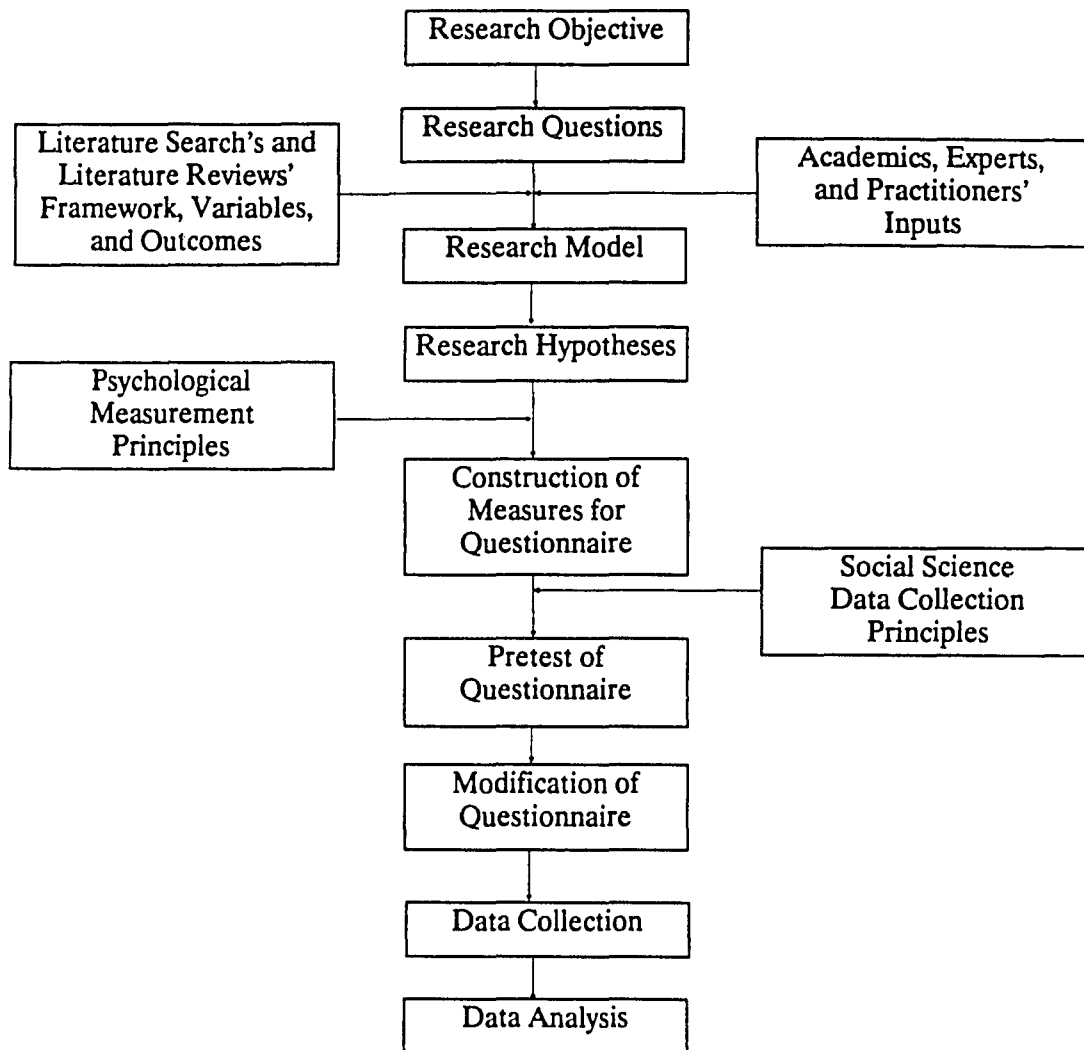 Research Objective
Research Questions
Literature Search's and
Literature Reviews'
Framework, Variables,
and Outcomes
Academics, Experts,
and Practitioners'
Inputs
Research Model
Research Hypotheses
Psychological
Measurement
Principles
Construction of
Measures for
Questionnaire
Social Science
Data Collection
Principles
Pretest of
Questionnaire
Modification of
Questionnaire
Data Collection
Data Analysis